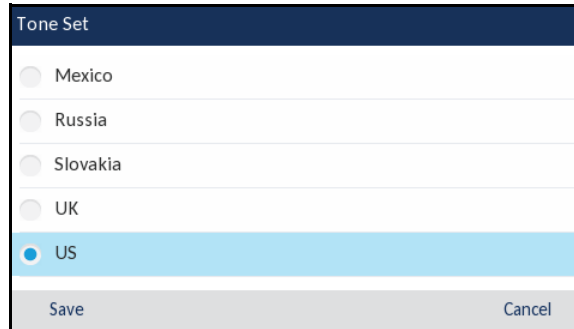 Tone Set
Mexico
Russia
Slovakia
UK
US
Save Cancel